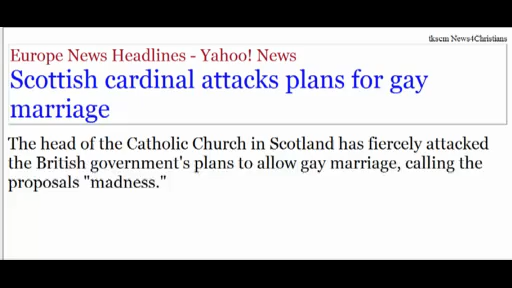 tkscm News4Christians
Europe News Headlines - Yahoo! News
Scottish cardinal attacks plans for gay
marriage
The head of the Catholic Church in Scotland has fiercely attacked
the British government's plans to allow gay marriage, calling the
proposals "madness."